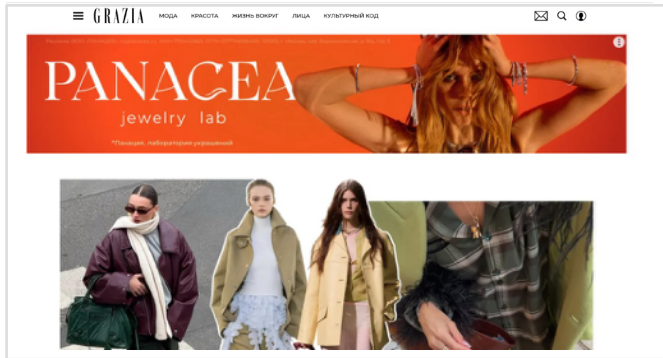 GRAZIA
МОДА КРАСОТА ЖИЗНЬ ВОКРУГ ЛИЦА КУЛЬТУРНЫЙ КОД
PANACEA
jewelry lab
*Панацея, лаборатория украшений